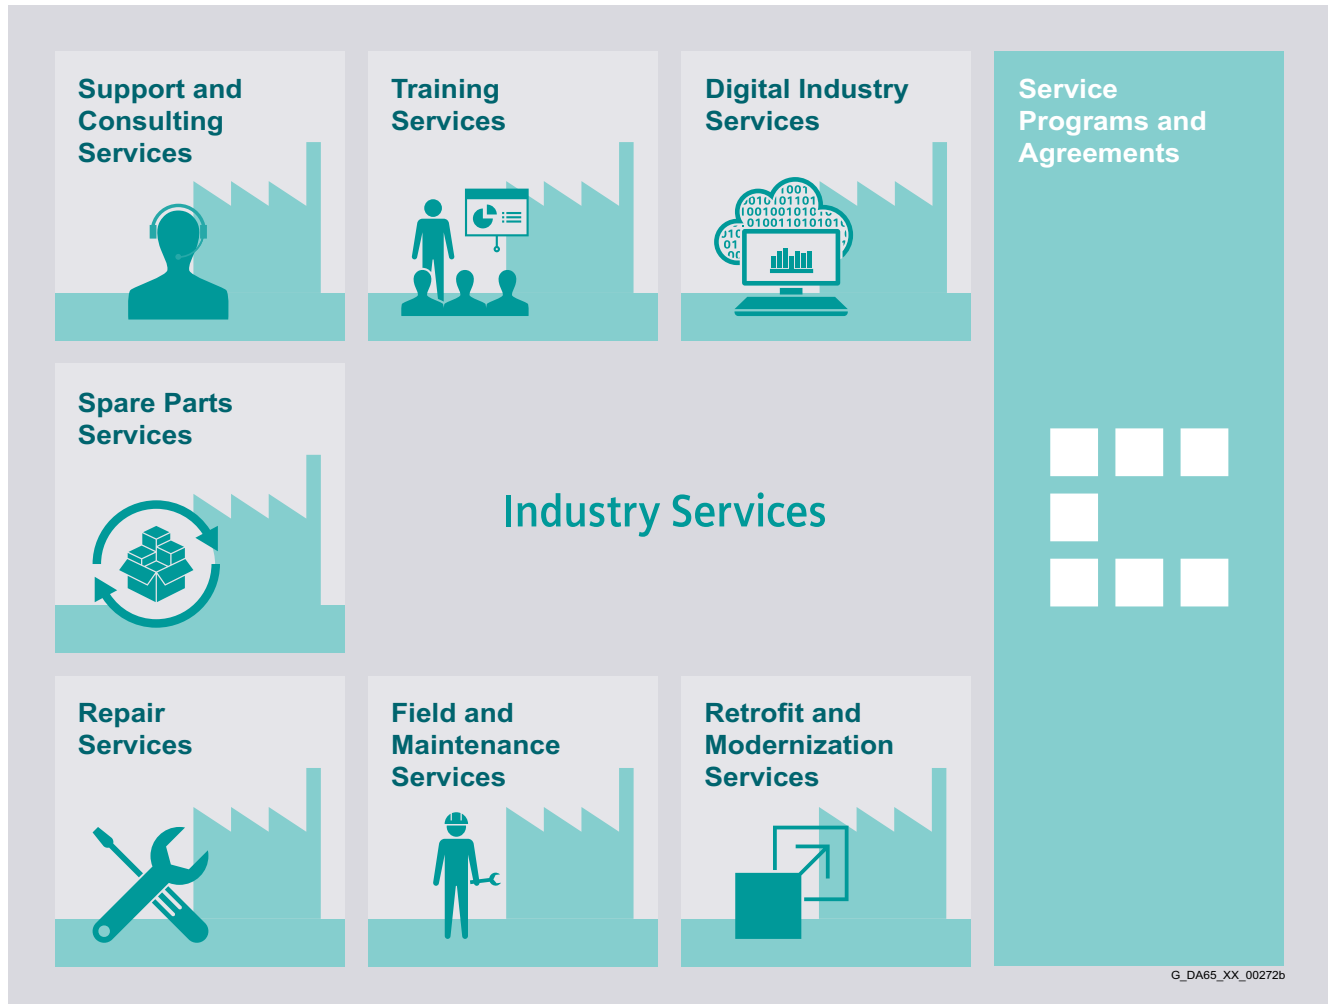 Support and
Consulting
Services
Training
Services
Digital Industry
Services
Service
Programs and
Agreements
Spare Parts
Services
Industry Services
Repair
Services
Field and
Maintenance
Services
Retrofit and
Modernization
Services
G_DA65_XX_00272b